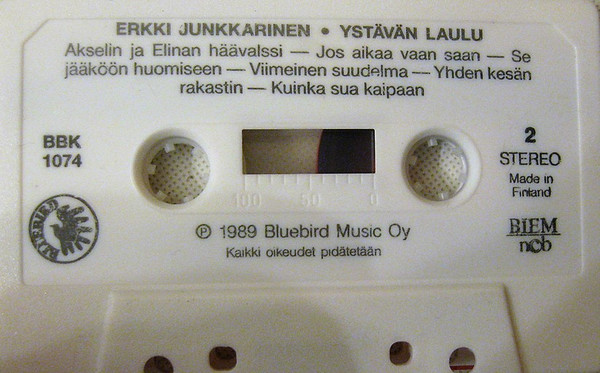 ERKKI JUNKKARINEN • YSTÄVÄN LAULU
Akselin ja Elinan häävalssi — Jos aikaa vaan saan — Se
jääköön huomiseen — Viimeinen suudelma — Yhden kesän
rakastin — Kuinka sua kaipaan
BBK
1074
2
STEREO
Made in
Finland
100 50 0
BLUEBIRD
℗ 1989 Bluebird Music Oy
Kaikki oikeudet pidätetään
BIEM
ncb